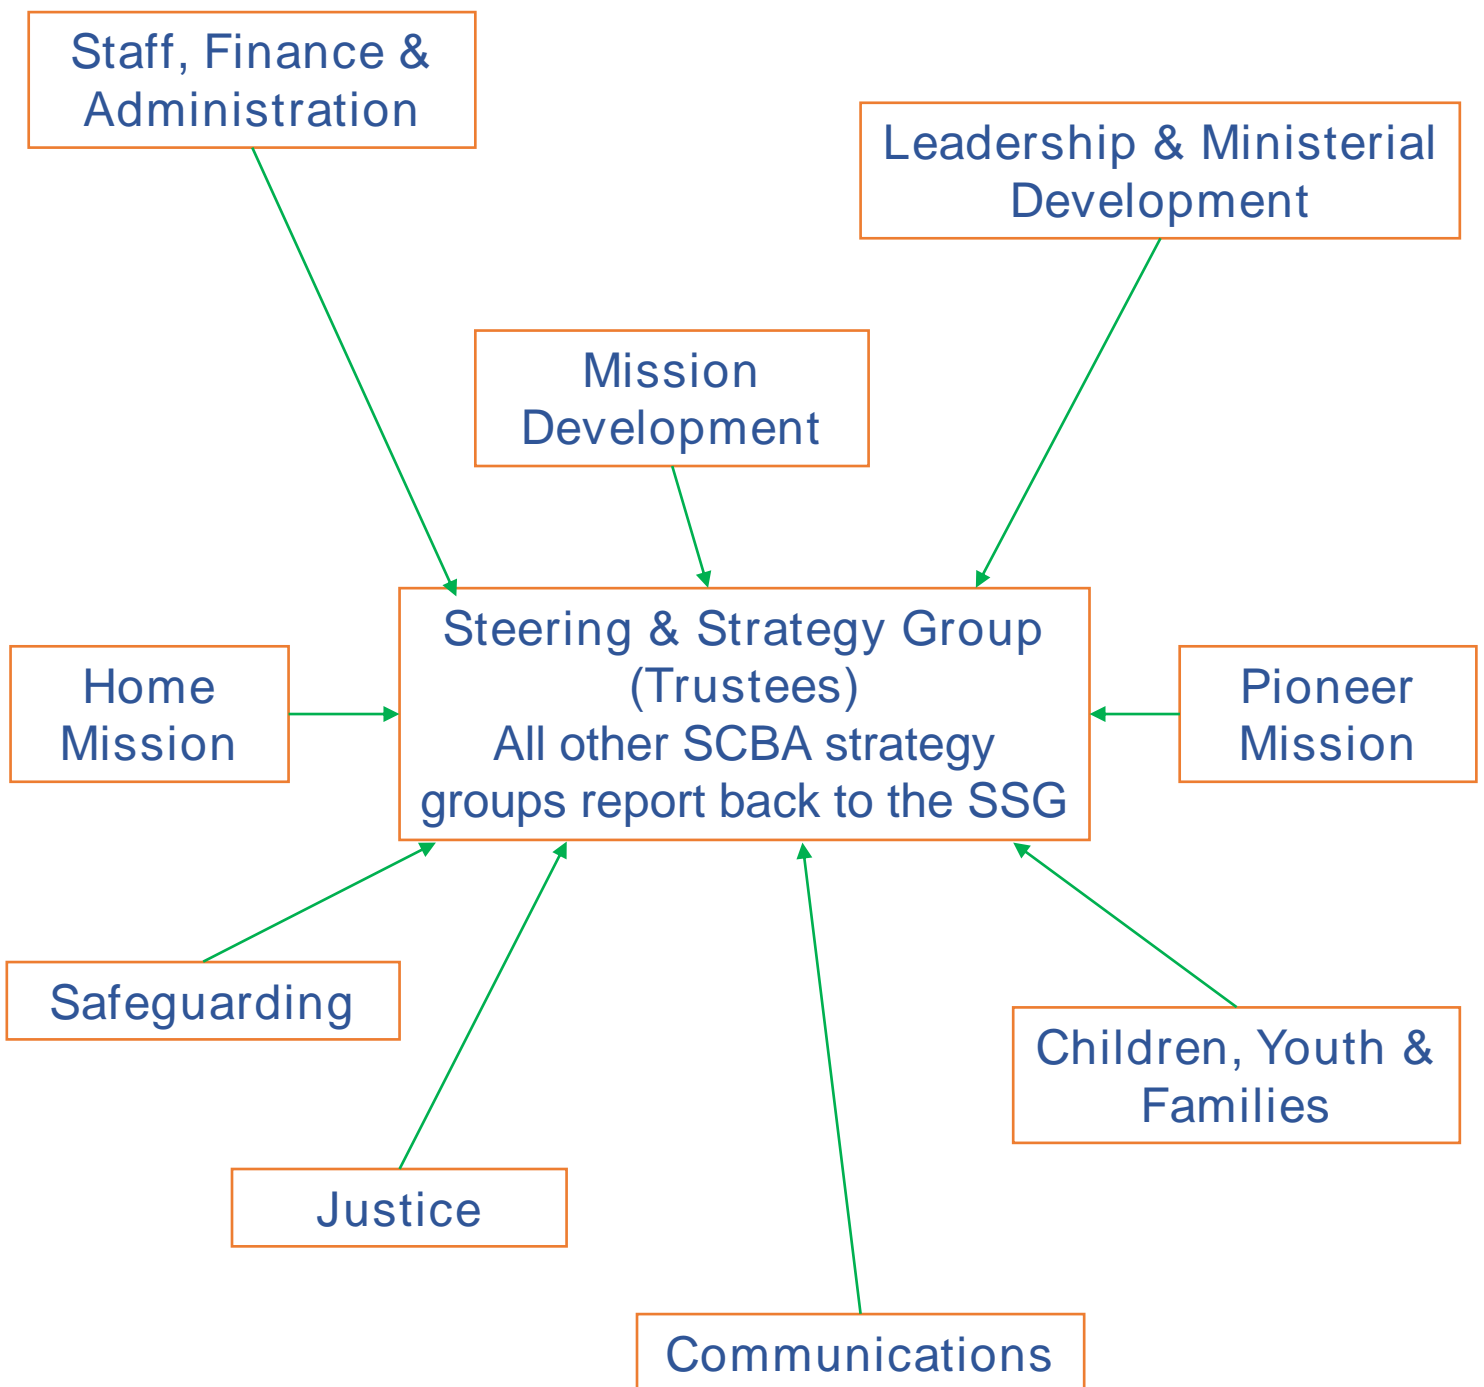 Staff, Finance &
Administration
Leadership & Ministerial
Development
Mission
Development
Steering & Strategy Group
(Trustees)
All other SCBA strategy
groups report back to the SSG
Home
Mission
Pioneer
Mission
Safeguarding
Children, Youth &
Families
Justice
Communications